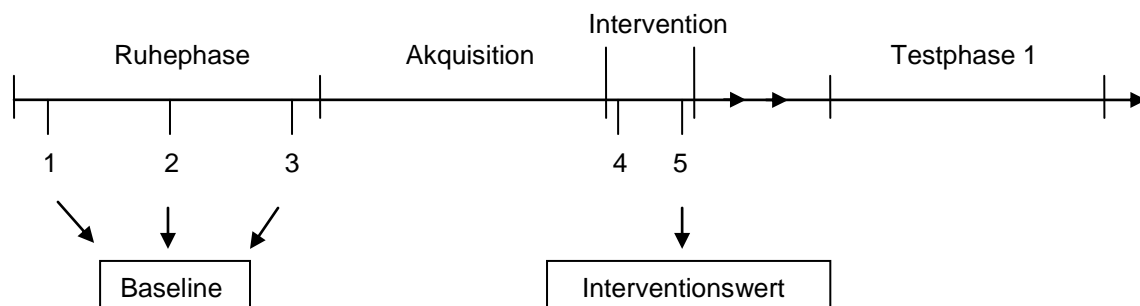 Intervention
Ruhephase Akquisition Testphase 1
1 2 3 4 5
Baseline Interventionswert